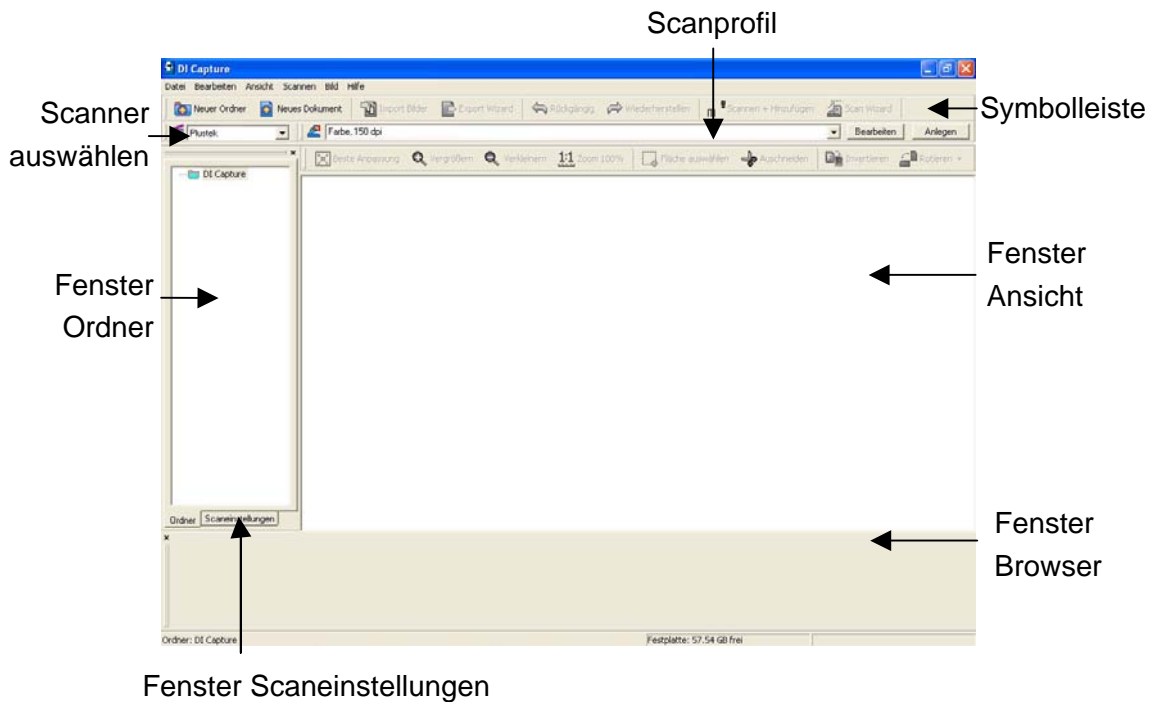 Scanprofil
DI Capture
Datei Bearbeiten Ansicht Scannen Bild Hilfe
Neuer Ordner Neues Dokument Import Bilder Export Wizard Rückgängig Wiederherstellen Scannen + Hinzufügen Scan Wizard
Symbolleiste
Scanner
auswählen
Plustek
Farbe, 150 dpi
Bearbeiten Anlegen
Beste Anpassung Vergrößern Verkleinern 1:1 Zoom 100% Fläche auswählen Auschneiden Invertieren Rotieren
DI Capture
Fenster
Ordner
Fenster
Ansicht
Ordner Scaneinstellungen
Fenster
Browser
Ordner: DI Capture
Festplatte: 57.54 GB frei
Fenster Scaneinstellungen